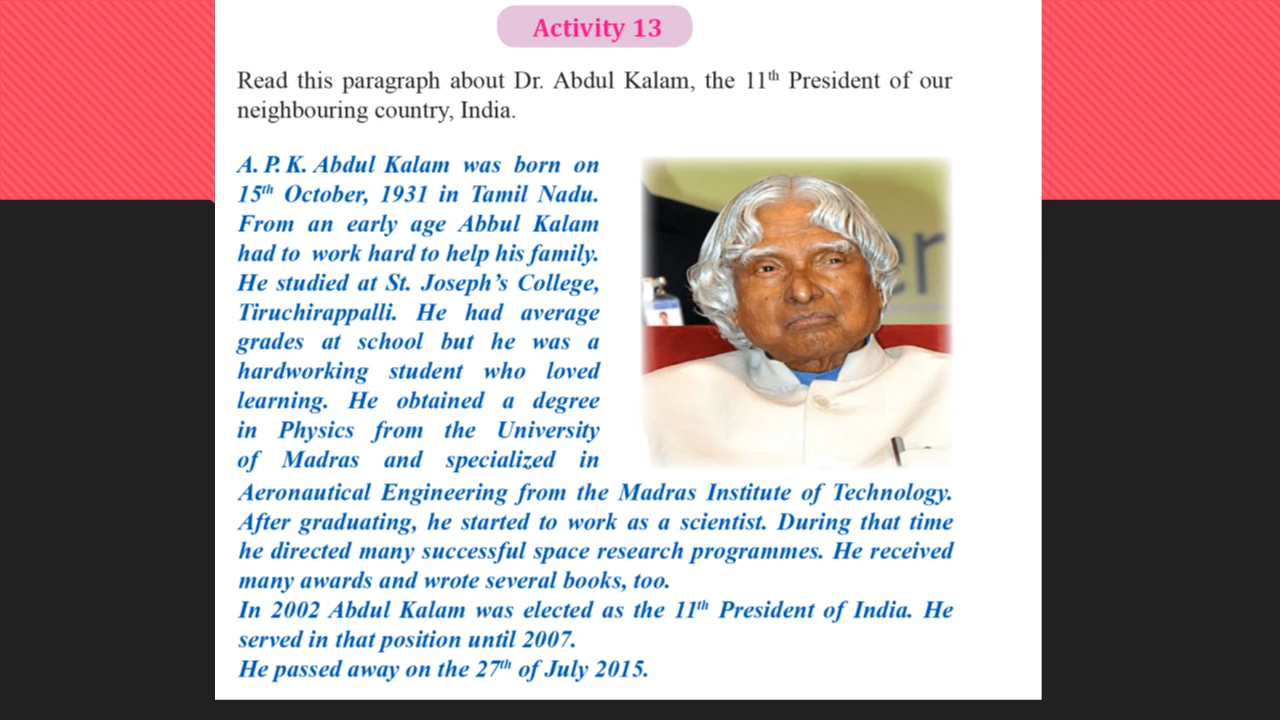 Activity 13
Read this paragraph about Dr. Abdul Kalam, the 11th President of our
neighbouring country, India.
A. P. K. Abdul Kalam was born on
15th October, 1931 in Tamil Nadu.
From an early age Abbul Kalam
had to work hard to help his family.
He studied at St. Joseph's College,
Tiruchirappalli. He had average
grades at school but he was a
hardworking student who loved
learning. He obtained a degree
in Physics from the University
of Madras and specialized in
Aeronautical Engineering from the Madras Institute of Technology.
After graduating, he started to work as a scientist. During that time
he directed many successful space research programmes. He received
many awards and wrote several books, too.
In 2002 Abdul Kalam was elected as the 11th President of India. He
served in that position until 2007.
He passed away on the 27th of July 2015.
er